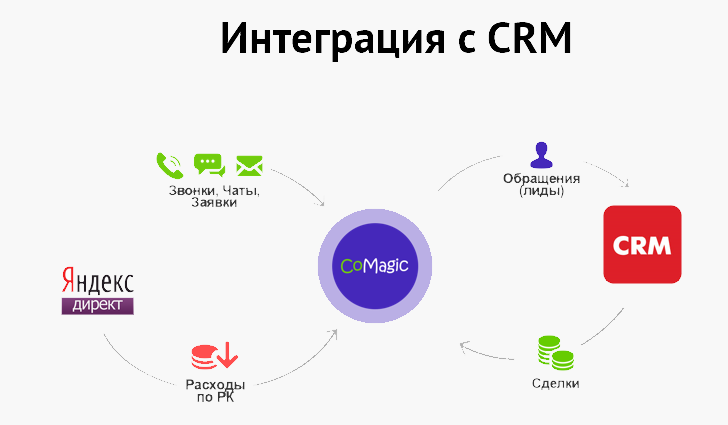 Интеграция с CRM
Звонки, Чаты,
Заявки
Обращения
(лиды)
CoMagic
CRM
Яндекс
директ
Расходы
по РК
Сделки